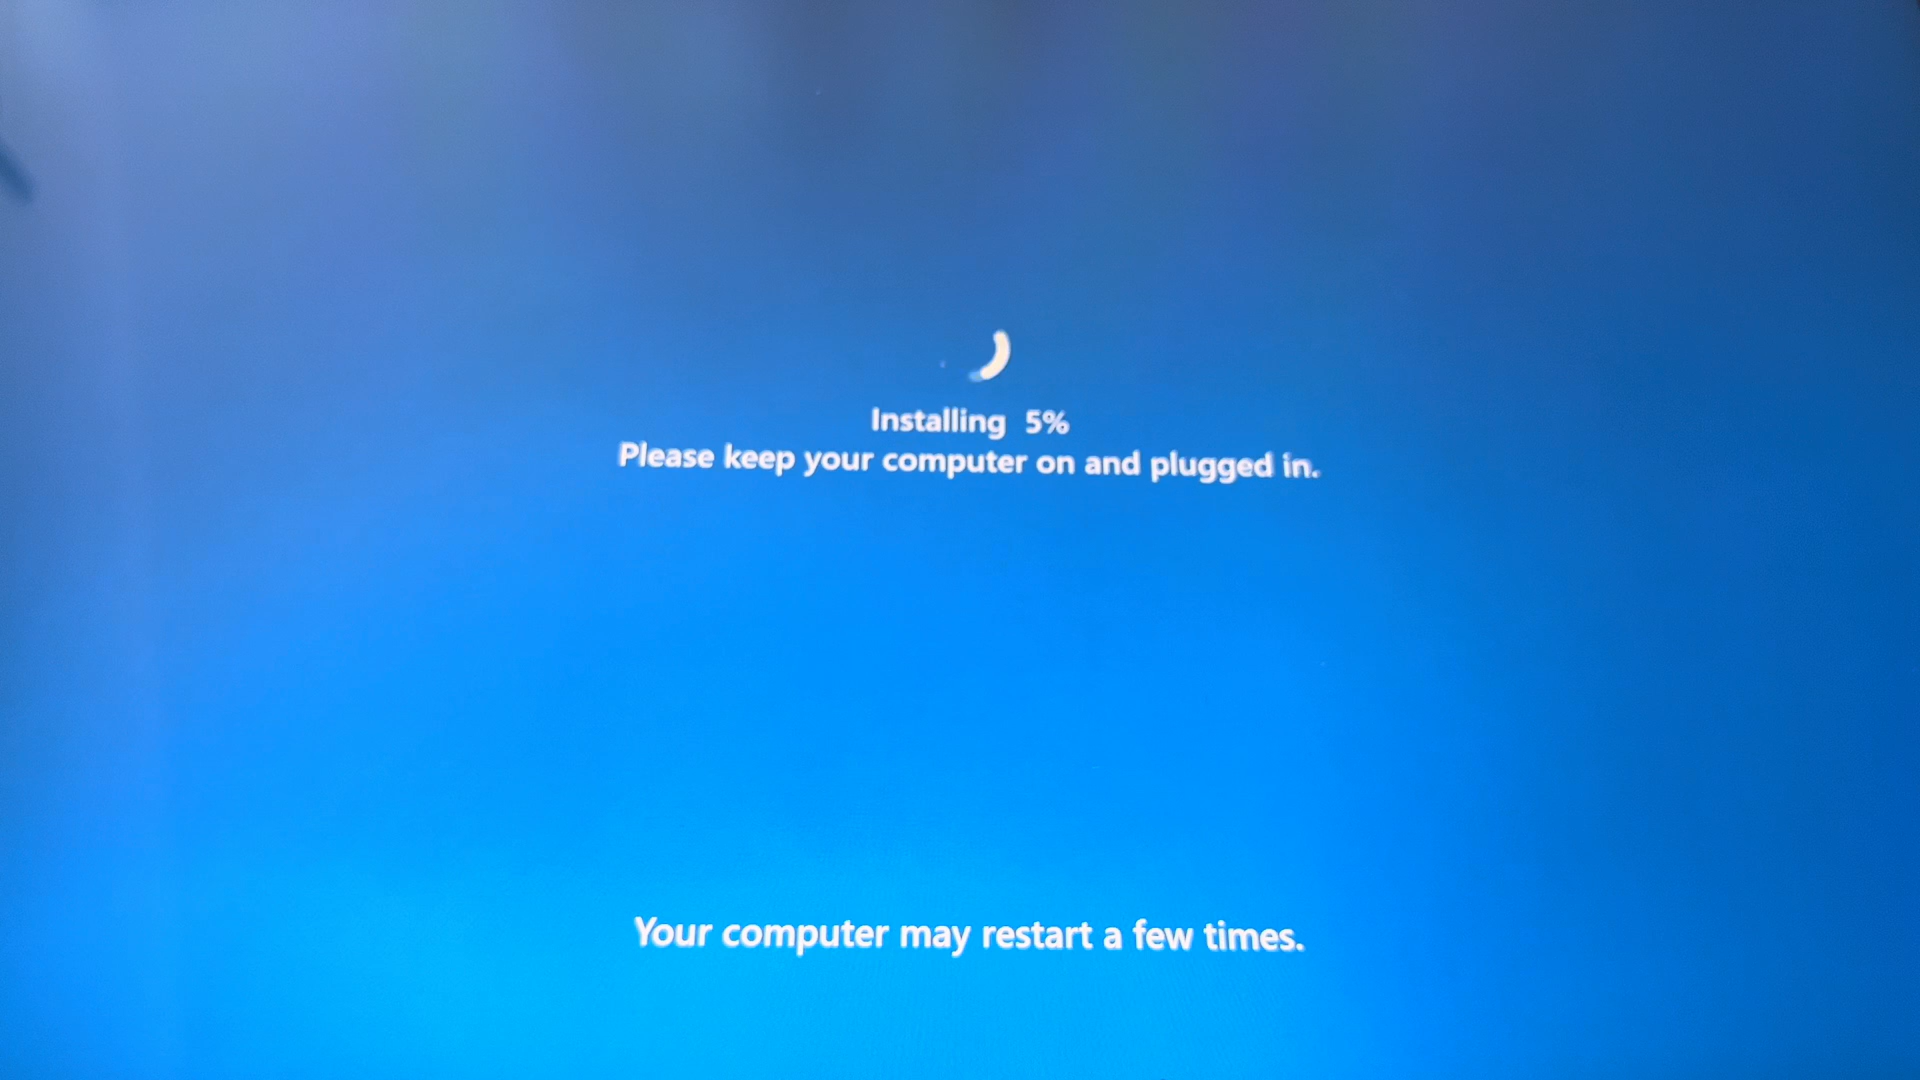 Installing 5%
Please keep your computer on and plugged in.
Your computer may restart a few times.